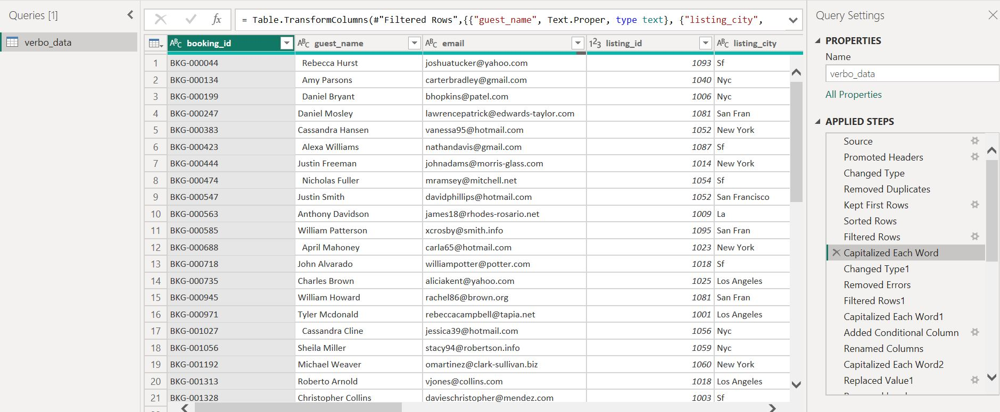 Queries [1]
verbo_data
fx
= Table.TransformColumns(#"Filtered Rows",{{"guest_name", Text.Proper, type text}, {"listing_city",
ABC booking_id ABC guest_name ABC email 123 listing_id ABC listing_city
1 BKG-000044 Rebecca Hurst joshuatucker@yahoo.com 1093 Sf
2 BKG-000134 Amy Parsons carterbradley@gmail.com 1040 Nyc
3 BKG-000199 Daniel Bryant bhopkins@patel.com 1006 Nyc
4 BKG-000247 Daniel Mosley lawrencepatrick@edwards-taylor.com 1081 San Fran
5 BKG-000383 Cassandra Hansen vanessa95@hotmail.com 1052 New York
6 BKG-000423 Alexa Williams nathandavis@gmail.com 1087 Sf
7 BKG-000444 Justin Freeman johnadams@morris-glass.com 1014 New York
8 BKG-000474 Nicholas Fuller mramsey@mitchell.net 1054 Sf
9 BKG-000547 Justin Smith davidphillips@hotmail.com 1052 San Francisco
10 BKG-000563 Anthony Davidson james18@rhodes-rosario.net 1009 La
11 BKG-000585 William Patterson xcrosby@smith.info 1095 San Fran
12 BKG-000688 April Mahoney carla65@hotmail.com 1023 New York
13 BKG-000718 John Alvarado williampotter@potter.com 1018 Sf
14 BKG-000735 Charles Brown aliciakent@yahoo.com 1025 Los Angeles
15 BKG-000945 William Howard rachel86@brown.org 1081 San Fran
16 BKG-000971 Tyler Mcdonald rebeccacampbell@tapia.net 1001 Los Angeles
17 BKG-001027 Cassandra Cline jessica39@hotmail.com 1056 Nyc
18 BKG-001056 Sheila Miller stacy94@robertson.info 1059 Nyc
19 BKG-001192 Michael Weaver omartinez@clark-sullivan.biz 1060 New York
20 BKG-001313 Roberto Arnold vjones@collins.com 1018 Los Angeles
21 BKG-001328 Christopher Collins davieschristopher@mendez.com 1003 Sf
Query Settings
PROPERTIES
Name
verbo_data
All Properties
APPLIED STEPS
Source
Promoted Headers
Changed Type
Removed Duplicates
Kept First Rows
Sorted Rows
Filtered Rows
Capitalized Each Word
Changed Type1
Removed Errors
Filtered Rows1
Capitalized Each Word1
Added Conditional Column
Renamed Columns
Capitalized Each Word2
Replaced Value1